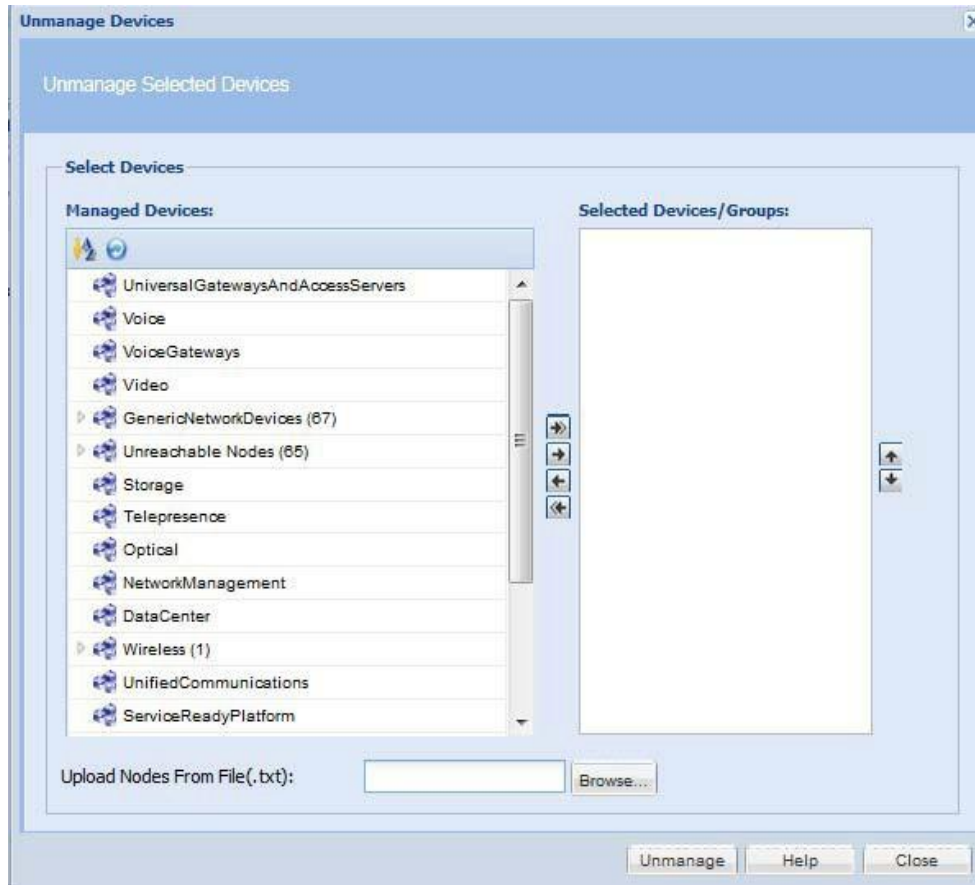 Unmanage Devices
Unmanage Selected Devices
Select Devices
Managed Devices:
Selected Devices/Groups:
UniversalGatewaysAndAccessServers
Voice
VoiceGateways
Video
GenericNetworkDevices (67)
Unreachable Nodes (65)
Storage
Telepresence
Optical
NetworkManagement
DataCenter
Wireless (1)
UnifiedCommunications
ServiceReadyPlatform
Upload Nodes From File(.txt):
Browse...
Unmanage
Help
Close